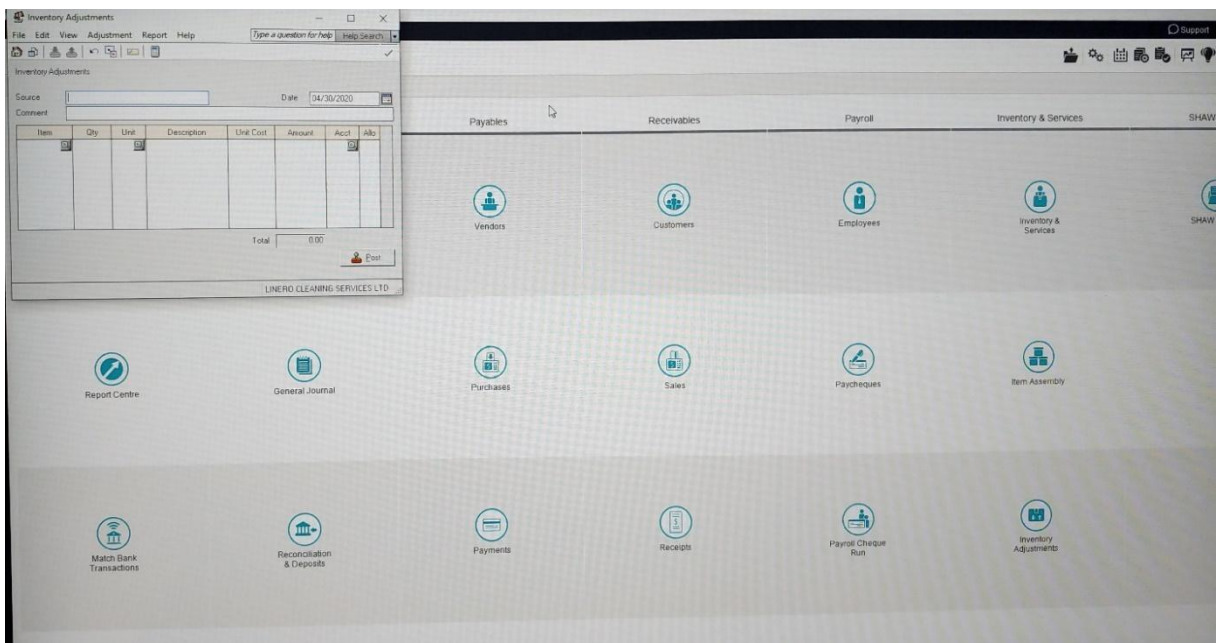 Inventory Adjustments
File Edit View Adjustment Report Help
Type a question for help Help Search
Inventory Adjustments
Source
Date 04/30/2020
Comment
Item Qty Unit Description Unit Cost Amount Acct Allo
Total 0.00
Post
LINERO CLEANING SERVICES LTD
Support
Payables Receivables Payroll Inventory & Services SHAW
Vendors Customers Employees Inventory &
Services SHAW
Report Centre General Journal Purchases Sales Paycheques Item Assembly
Match Bank
Transactions
Reconciliation
& Deposits
Payments
Receipts
Payroll Cheque
Run
Inventory
Adjustments